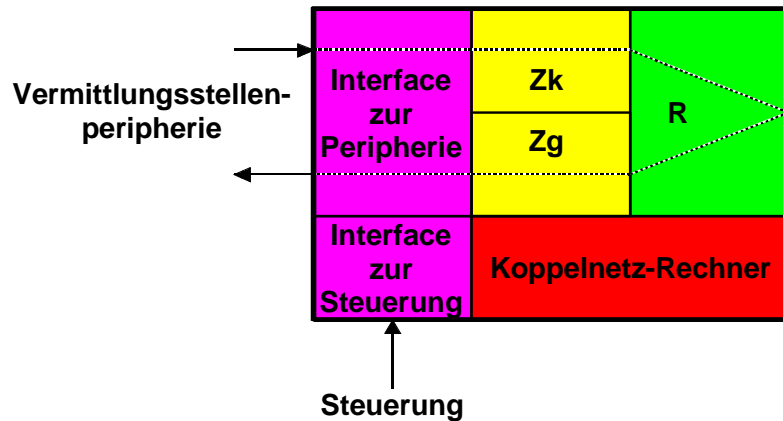 Vermittlungsstellen-
peripherie
Interface
zur
Peripherie
Zk
Zg
R
Interface
zur
Steuerung
Koppelnetz-Rechner
Steuerung